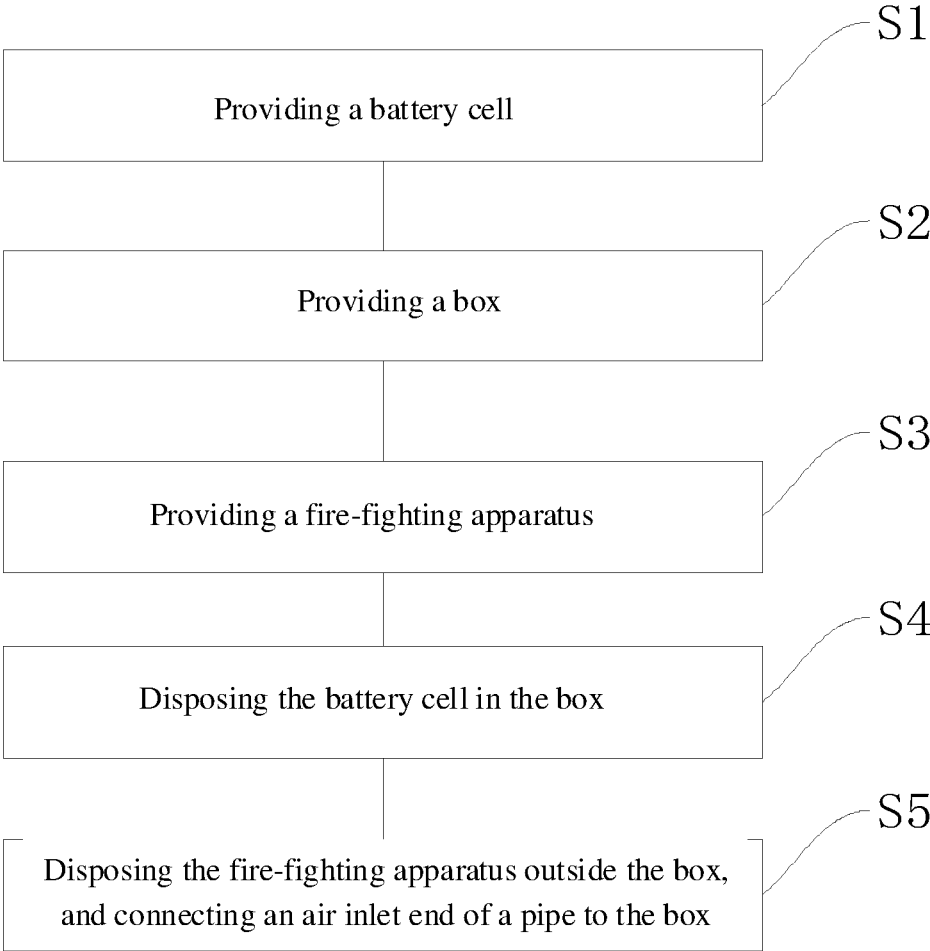 S1
Providing a battery cell
S2
Providing a box
S3
Providing a fire-fighting apparatus
S4
Disposing the battery cell in the box
S5
Disposing the fire-fighting apparatus outside the box,
and connecting an air inlet end of a pipe to the box